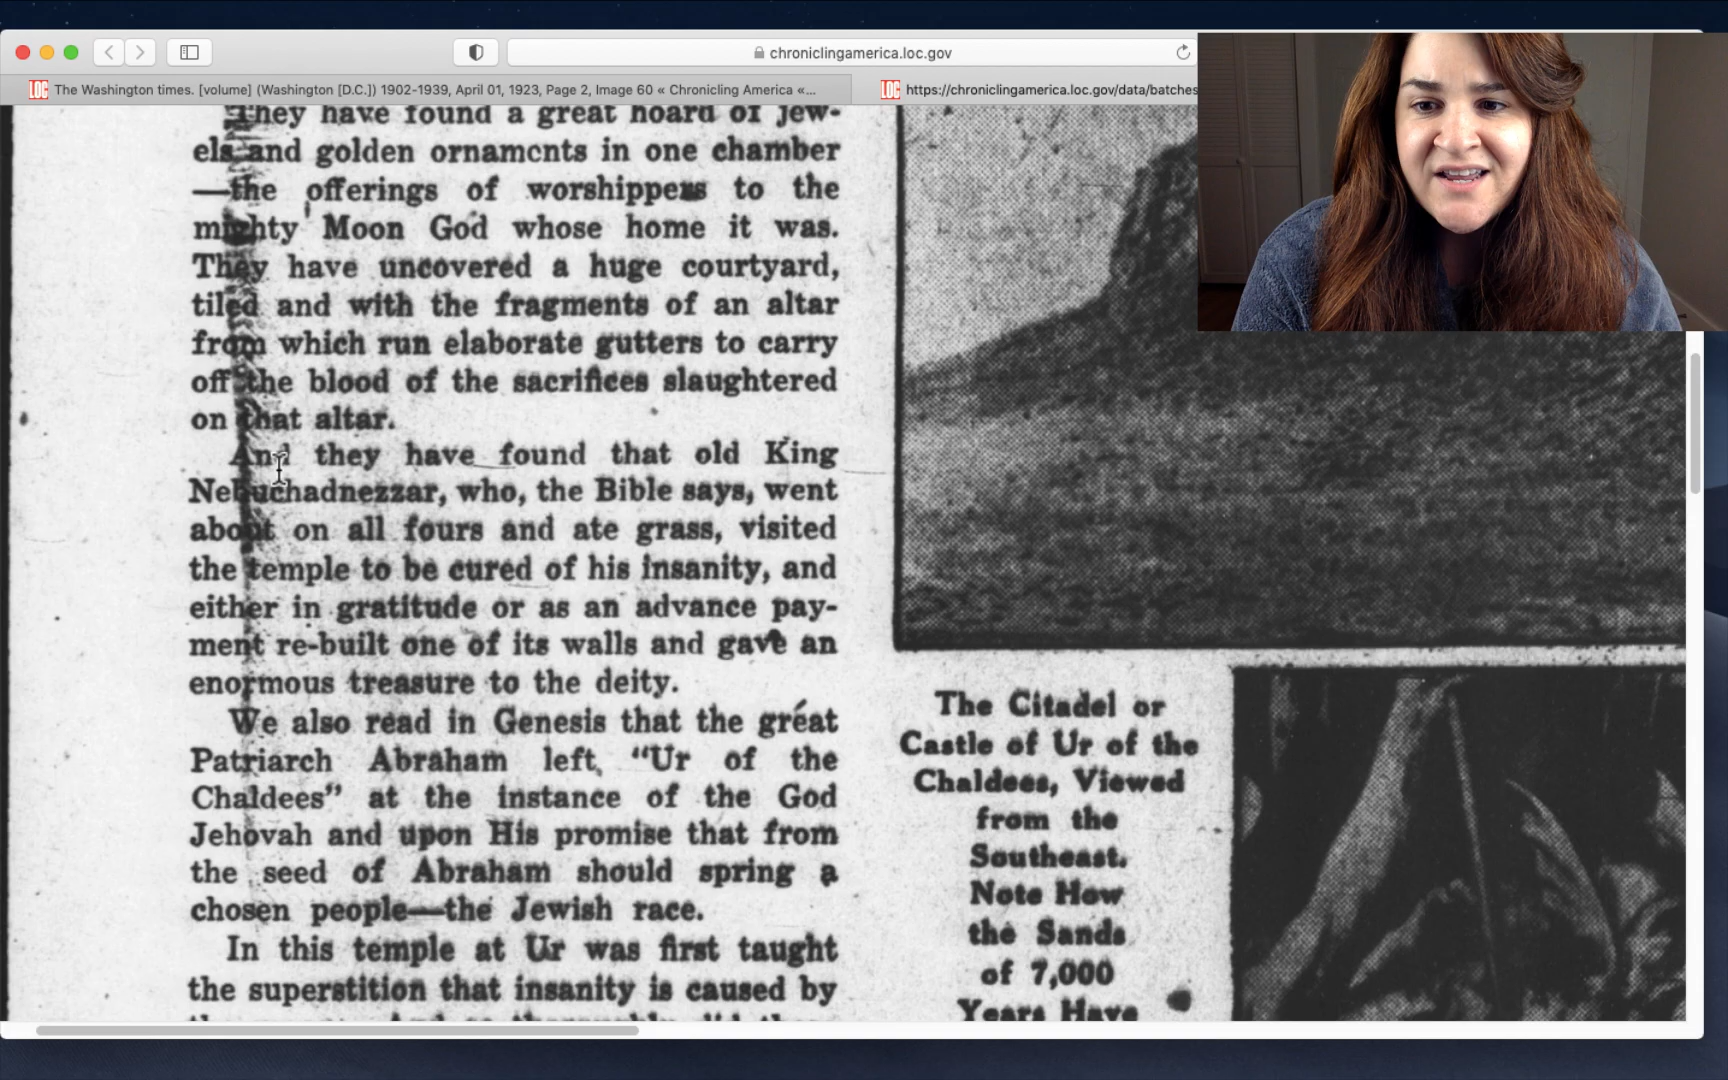 chroniclingamerica.loc.gov
LOC The Washington times. [volume] (Washington [D.C.]) 1902-1939, April 01, 1923, Page 2, Image 60 « Chronicling America «...
LOC https://chroniclingamerica.loc.gov/data/batches
They have found a great hoard of jew-
els and golden ornaments in one chamber
—the offerings of worshippers to the
mighty Moon God whose home it was.
They have uncovered a huge courtyard,
tiled and with the fragments of an altar
from which run elaborate gutters to carry
off the blood of the sacrifices slaughtered
on that altar.
And they have found that old King
Nebuchadnezzar, who, the Bible says, went
about on all fours and ate grass, visited
the temple to be cured of his insanity, and
either in gratitude or as an advance pay-
ment re-built one of its walls and gave an
enormous treasure to the deity.
We also read in Genesis that the great
Patriarch Abraham left, "Ur of the
Chaldees" at the instance of the God
Jehovah and upon His promise that from
the seed of Abraham should spring a
chosen people—the Jewish race.
In this temple at Ur was first taught
the superstition that insanity is caused by
The Citadel or
Castle of Ur of the
Chaldees, Viewed
from the
Southeast.
Note How
the Sands
of 7,000
Years Have